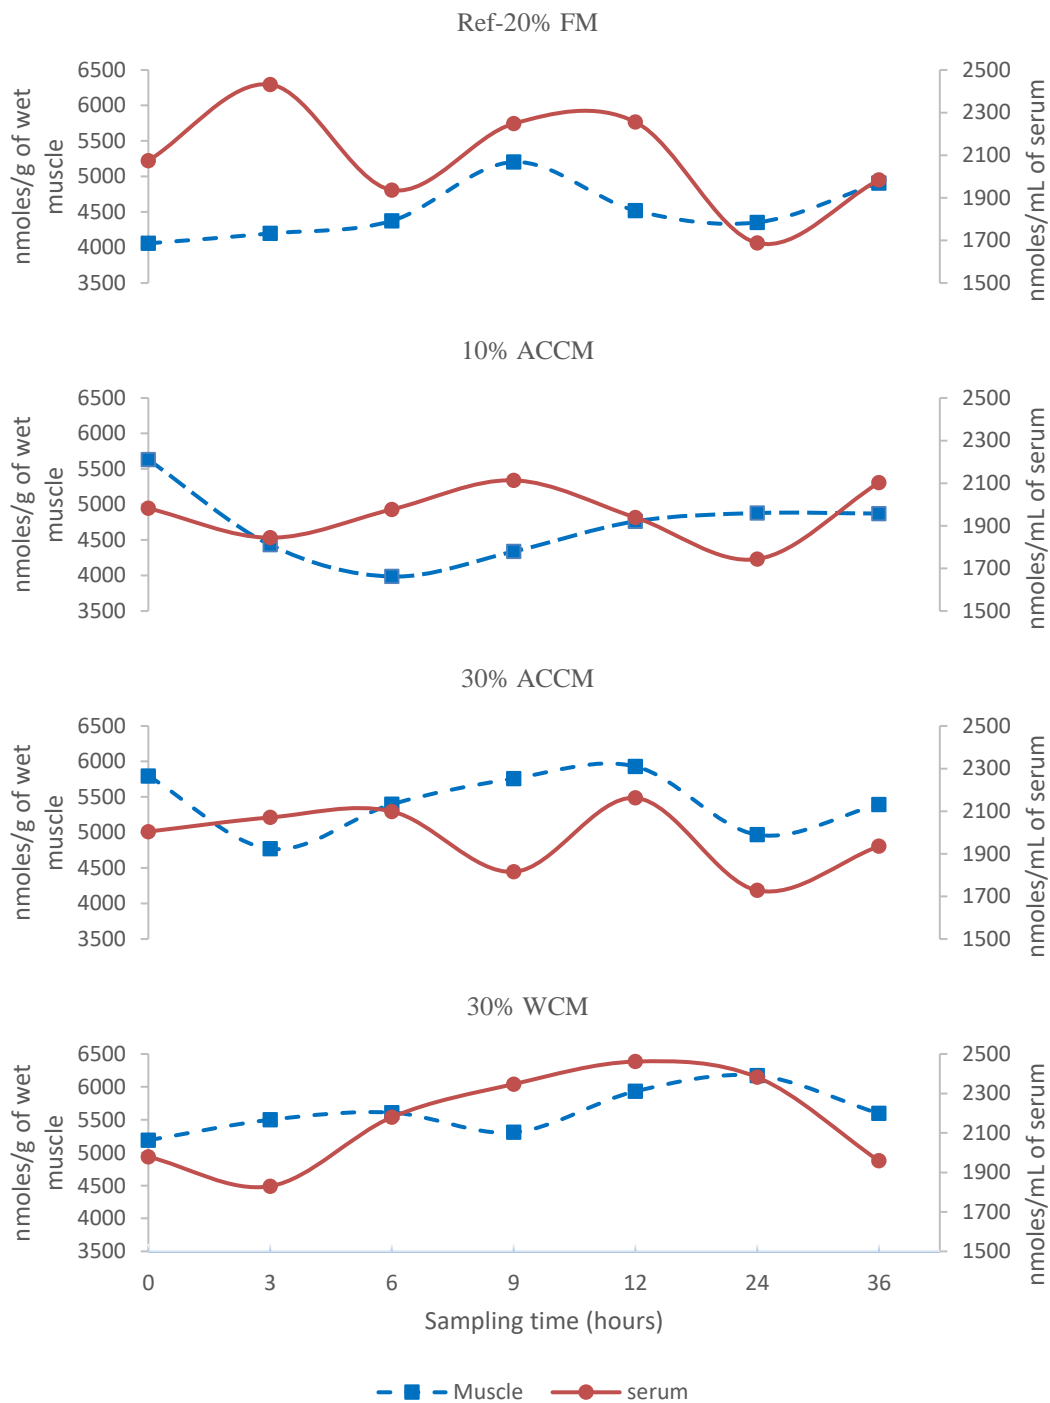 Ref-20% FM
nmoles/g of wet
muscle
6500
6000
5500
5000
4500
4000
3500
2500
2300
2100
1900
1700
1500
nmoles/mL of serum
10% ACCM
nmoles/g of wet
muscle
6500
6000
5500
5000
4500
4000
3500
2500
2300
2100
1900
1700
1500
nmoles/mL of serum
30% ACCM
nmoles/g of wet
muscle
6500
6000
5500
5000
4500
4000
3500
2500
2300
2100
1900
1700
1500
nmoles/mL of serum
30% WCM
nmoles/g of wet
muscle
6500
6000
5500
5000
4500
4000
3500
2500
2300
2100
1900
1700
1500
nmoles/mL of serum
0 3 6 9 12 24 36
Sampling time (hours)
Muscle serum